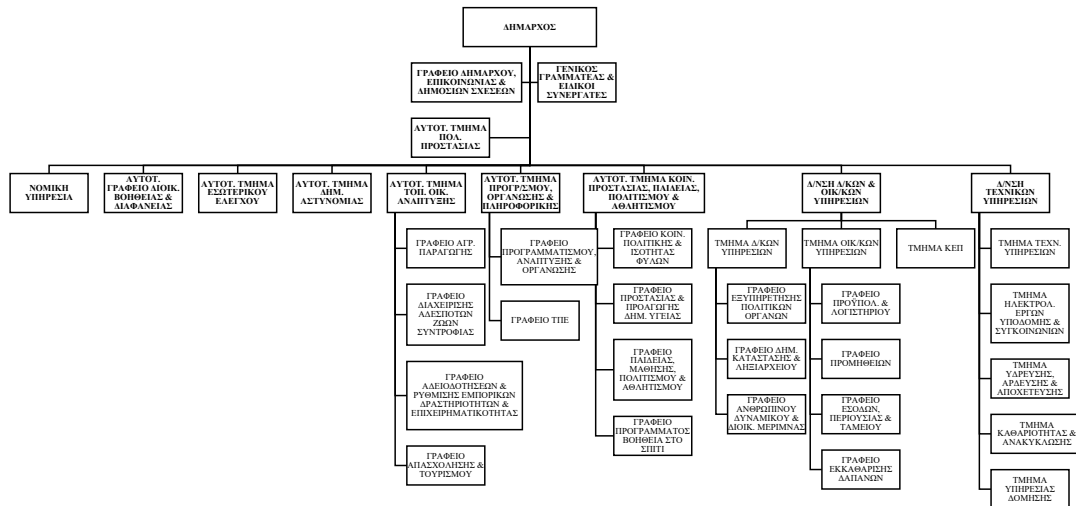 ΔΗΜΑΡΧΟΣ
ΓΡΑΦΕΙΟ ΔΗΜΑΡΧΟΥ,
ΕΠΙΚΟΙΝΩΝΙΑΣ &
ΔΗΜΟΣΙΩΝ ΣΧΕΣΕΩΝ
ΓΕΝΙΚΟΣ
ΓΡΑΜΜΑΤΕΑΣ &
ΕΙΔΙΚΟΙ
ΣΥΝΕΡΓΑΤΕΣ
ΑΥΤΟΤ. ΤΜΗΜΑ
ΠΟΛ.
ΠΡΟΣΤΑΣΙΑΣ
ΝΟΜΙΚΗ
ΥΠΗΡΕΣΙΑ
ΑΥΤΟΤ.
ΓΡΑΦΕΙΟ ΔΙΟΙΚ.
ΒΟΗΘΕΙΑΣ &
ΔΙΑΦΑΝΕΙΑΣ
ΑΥΤΟΤ. ΤΜΗΜΑ
ΕΣΩΤΕΡΙΚΟΥ
ΕΛΕΓΧΟΥ
ΑΥΤΟΤ. ΤΜΗΜΑ
ΔΗΜ.
ΑΣΤΥΝΟΜΙΑΣ
ΑΥΤΟΤ. ΤΜΗΜΑ
ΤΟΠ. ΟΙΚ.
ΑΝΑΠΤΥΞΗΣ
ΑΥΤΟΤ. ΤΜΗΜΑ
ΠΡΟΓΡ/ΣΜΟΥ,
ΟΡΓΑΝΩΣΗΣ &
ΠΛΗΡΟΦΟΡΙΚΗΣ
ΑΥΤΟΤ. ΤΜΗΜΑ ΚΟΙΝ.
ΠΡΟΣΤΑΣΙΑΣ, ΠΑΙΔΕΙΑΣ,
ΠΟΛΙΤΙΣΜΟΥ &
ΑΘΛΗΤΙΣΜΟΥ
Δ/ΝΣΗ Δ/ΚΩΝ &
ΟΙΚ/ΚΩΝ
ΥΠΗΡΕΣΙΩΝ
Δ/ΝΣΗ
ΤΕΧΝΙΚΩΝ
ΥΠΗΡΕΣΙΩΝ
ΓΡΑΦΕΙΟ ΑΓΡ.
ΠΑΡΑΓΩΓΗΣ
ΓΡΑΦΕΙΟ
ΔΙΑΧΕΙΡΙΣΗΣ
ΑΔΕΣΠΟΤΩΝ
ΖΩΩΝ
ΣΥΝΤΡΟΦΙΑΣ
ΓΡΑΦΕΙΟ
ΑΔΕΙΟΔΟΤΗΣΕΩΝ &
ΡΥΘΜΙΣΗΣ ΕΜΠΟΡΙΚΩΝ
ΔΡΑΣΤΗΡΙΟΤΗΤΩΝ &
ΕΠΙΧΕΙΡΗΜΑΤΙΚΟΤΗΤΑΣ
ΓΡΑΦΕΙΟ
ΑΠΑΣΧΟΛΗΣΗΣ &
ΤΟΥΡΙΣΜΟΥ
ΓΡΑΦΕΙΟ
ΠΡΟΓΡΑΜΜΑΤΙΣΜΟΥ,
ΑΝΑΠΤΥΞΗΣ &
ΟΡΓΑΝΩΣΗΣ
ΓΡΑΦΕΙΟ ΤΠΕ
ΓΡΑΦΕΙΟ ΚΟΙΝ.
ΠΟΛΙΤΙΚΗΣ &
ΙΣΟΤΗΤΑΣ
ΦΥΛΩΝ
ΓΡΑΦΕΙΟ
ΠΡΟΣΤΑΣΙΑΣ &
ΠΡΟΑΓΩΓΗΣ
ΔΗΜ. ΥΓΕΙΑΣ
ΓΡΑΦΕΙΟ
ΠΑΙΔΕΙΑΣ,
ΜΑΘΗΣΗΣ,
ΠΟΛΙΤΙΣΜΟΥ &
ΑΘΛΗΤΙΣΜΟΥ
ΓΡΑΦΕΙΟ
ΠΡΟΓΡΑΜΜΑΤΟΣ
ΒΟΗΘΕΙΑ ΣΤΟ
ΣΠΙΤΙ
ΤΜΗΜΑ Δ/ΚΩΝ
ΥΠΗΡΕΣΙΩΝ
ΓΡΑΦΕΙΟ
ΕΞΥΠΗΡΕΤΗΣΗΣ
ΠΟΛΙΤΙΚΩΝ
ΟΡΓΑΝΩΝ
ΓΡΑΦΕΙΟ ΔΗΜ.
ΚΑΤΑΣΤΑΣΗΣ &
ΛΗΞΙΑΡΧΕΙΟΥ
ΓΡΑΦΕΙΟ
ΑΝΘΡΩΠΙΝΟΥ
ΔΥΝΑΜΙΚΟΥ &
ΔΙΟΙΚ. ΜΕΡΙΜΝΑΣ
ΤΜΗΜΑ ΟΙΚ/ΚΩΝ
ΥΠΗΡΕΣΙΩΝ
ΓΡΑΦΕΙΟ
ΠΡΟΫΠΟΛ. &
ΛΟΓΙΣΤΗΡΙΟΥ
ΓΡΑΦΕΙΟ
ΠΡΟΜΗΘΕΙΩΝ
ΓΡΑΦΕΙΟ
ΕΣΟΔΩΝ,
ΠΕΡΙΟΥΣΙΑΣ &
ΤΑΜΕΙΟΥ
ΓΡΑΦΕΙΟ
ΕΚΚΑΘΑΡΙΣΗΣ
ΔΑΠΑΝΩΝ
ΤΜΗΜΑ ΚΕΠ
ΤΜΗΜΑ ΤΕΧΝ.
ΥΠΗΡΕΣΙΩΝ
ΤΜΗΜΑ
ΗΛΕΚΤΡΟΛ.
ΕΡΓΩΝ
ΥΠΟΔΟΜΗΣ &
ΣΥΓΚΟΙΝΩΝΙΩΝ
ΤΜΗΜΑ
ΥΔΡΕΥΣΗΣ,
ΑΡΔΕΥΣΗΣ &
ΑΠΟΧΕΤΕΥΣΗΣ
ΤΜΗΜΑ
ΚΑΘΑΡΙΟΤΗΤΑΣ &
ΑΝΑΚΥΚΛΩΣΗΣ
ΤΜΗΜΑ
ΥΠΗΡΕΣΙΑΣ
ΔΟΜΗΣΗΣ